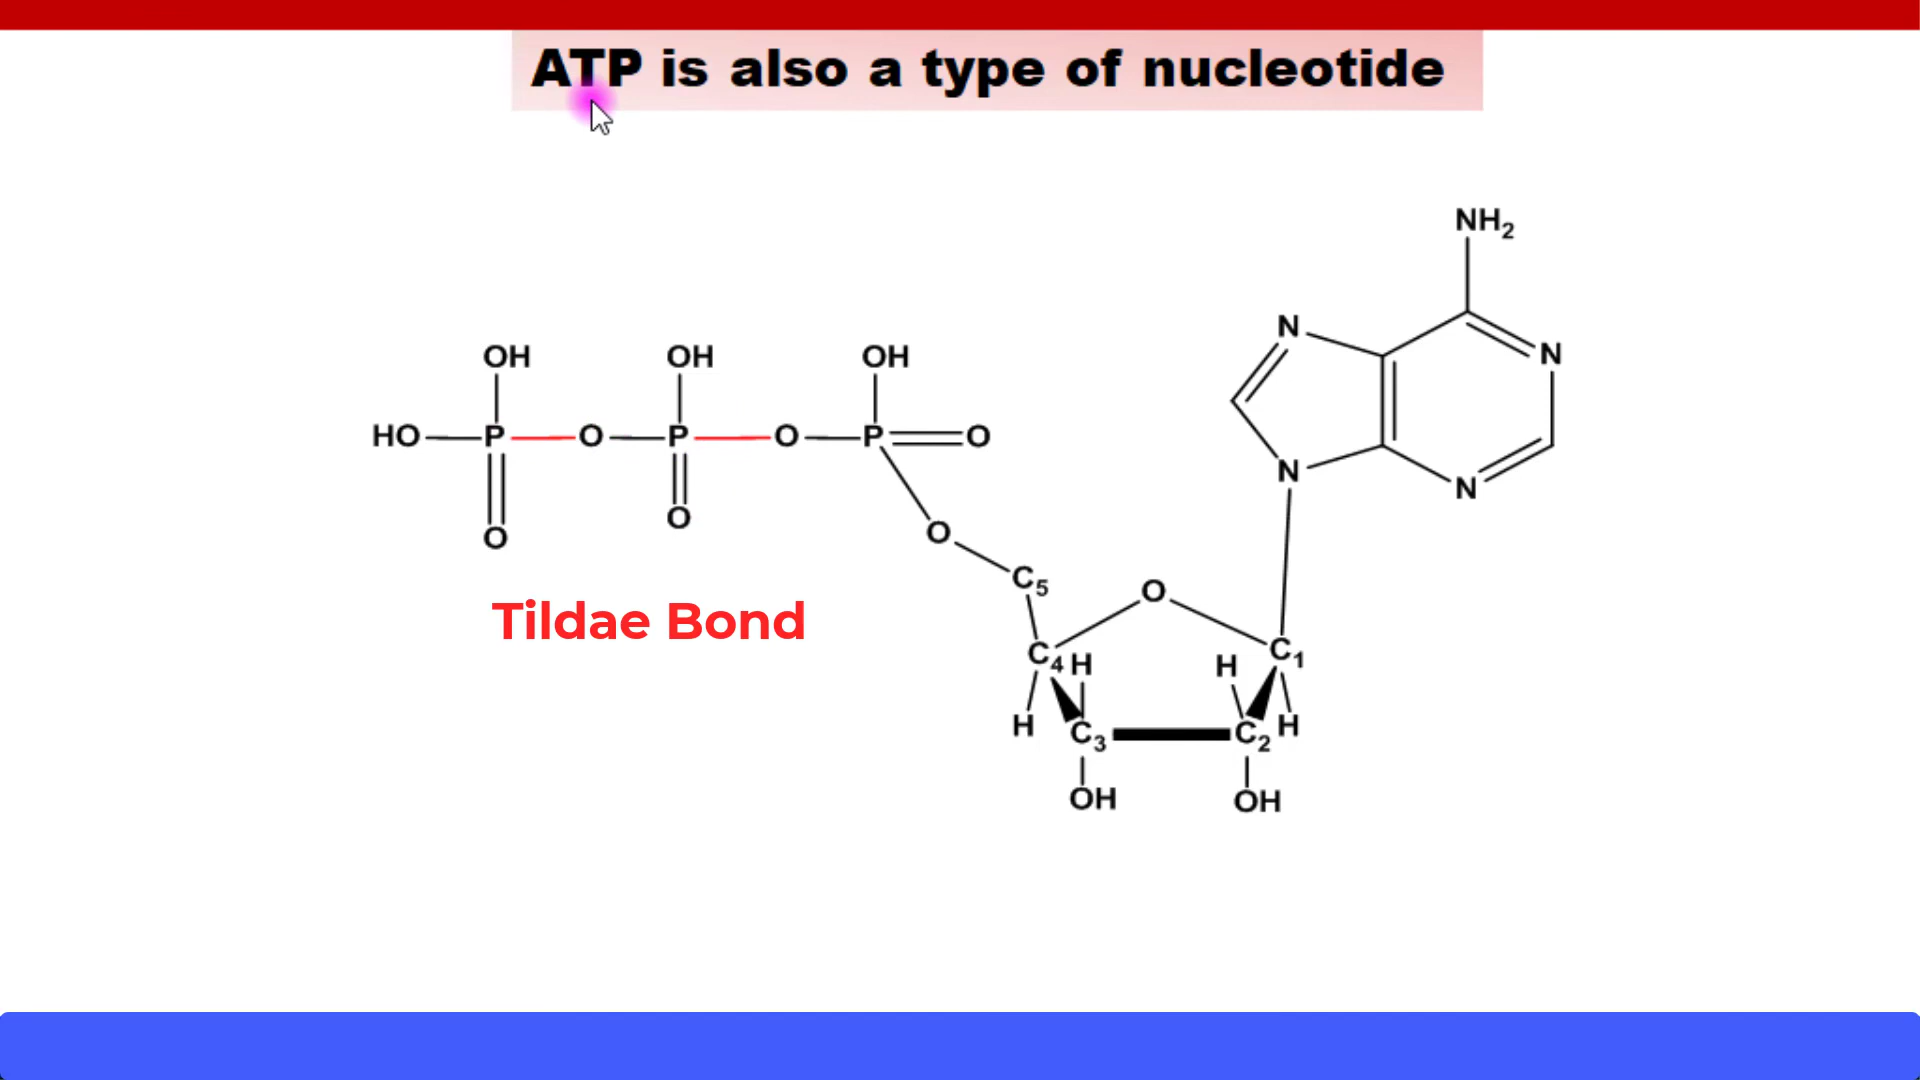 ATP is also a type of nucleotide
NH₂
N
N
OH OH OH
HO P O P O P O
N
N
O
O
O
C₅
O
Tildae Bond
C₄ H H C₁
H C₃ C₂ H
OH OH